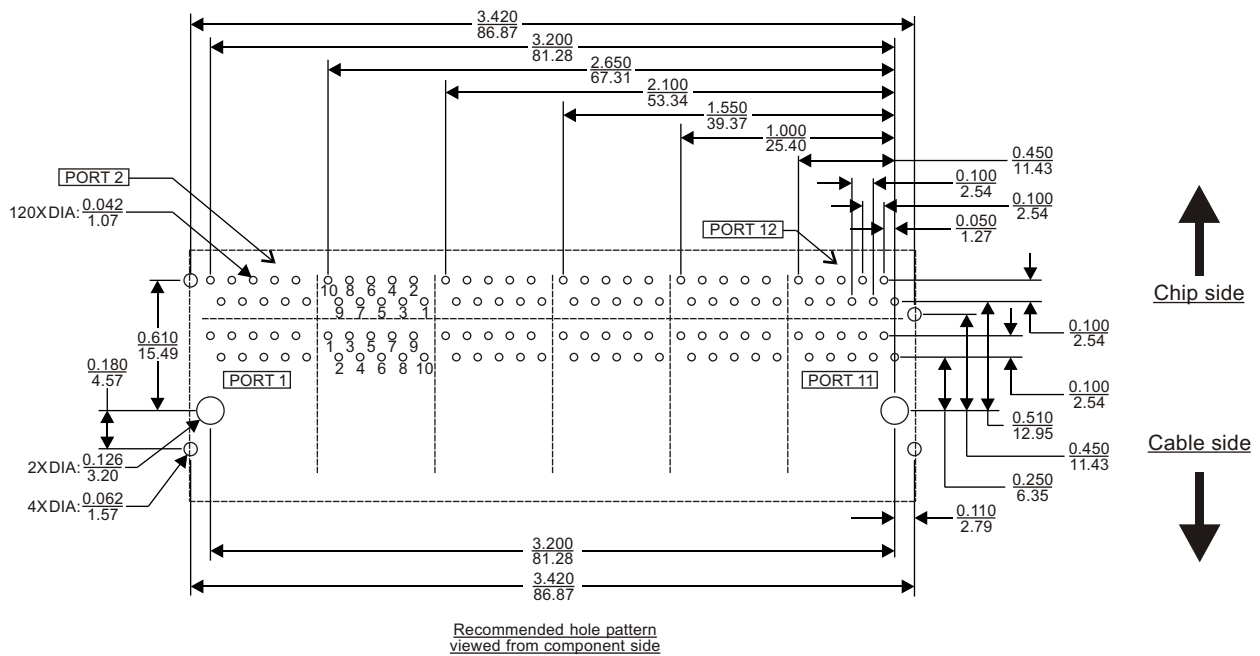 3.420
86.87
3.200
81.28
2.650
67.31
2.100
53.34
1.550
39.37
1.000
25.40
0.450
11.43
0.100
2.54
0.100
2.54
0.050
1.27
PORT 2
120X DIA: 0.042
1.07
PORT 12
Chip side
10 8 6 4 2
9 7 5 3 1
0.610
15.49
0.100
2.54
1 3 5 7 9
2 4 6 8 10
0.180
4.57
PORT 1
PORT 11
0.100
2.54
0.510
12.95
Cable side
0.450
11.43
2X DIA: 0.126
3.20
0.250
6.35
4X DIA: 0.062
1.57
0.110
2.79
3.200
81.28
3.420
86.87
Recommended hole pattern
viewed from component side